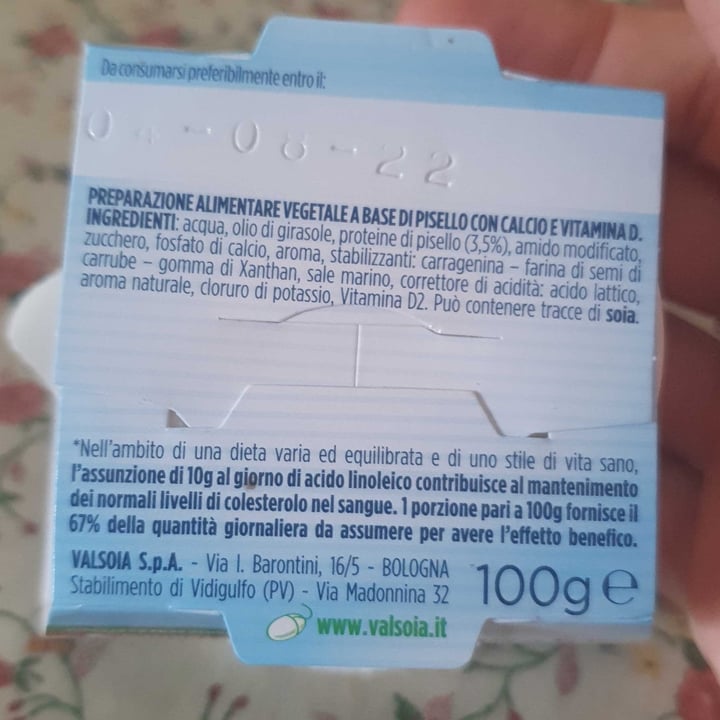 Da consumarsi preferibilmente entro il:
04-08-22
PREPARAZIONE ALIMENTARE VEGETALE A BASE DI PISELLO CON CALCIO E VITAMINA D.
INGREDIENTI: acqua, olio di girasole, proteine di pisello (3,5%), amido modificato,
zucchero, fosfato di calcio, aroma, stabilizzanti: carragenina – farina di semi di
carrube – gomma di Xanthan, sale marino, correttore di acidità: acido lattico,
aroma naturale, cloruro di potassio, Vitamina D2. Può contenere tracce di soia.
*Nell'ambito di una dieta varia ed equilibrata e di uno stile di vita sano,
l'assunzione di 10g al giorno di acido linoleico contribuisce al mantenimento
dei normali livelli di colesterolo nel sangue. 1 porzione pari a 100g fornisce il
67% della quantità giornaliera da assumere per avere l'effetto benefico.
VALSOIA S.p.A. - Via I. Barontini, 16/5 - BOLOGNA
Stabilimento di Vidigulfo (PV) - Via Madonnina 32
100g e
www.valsoia.it